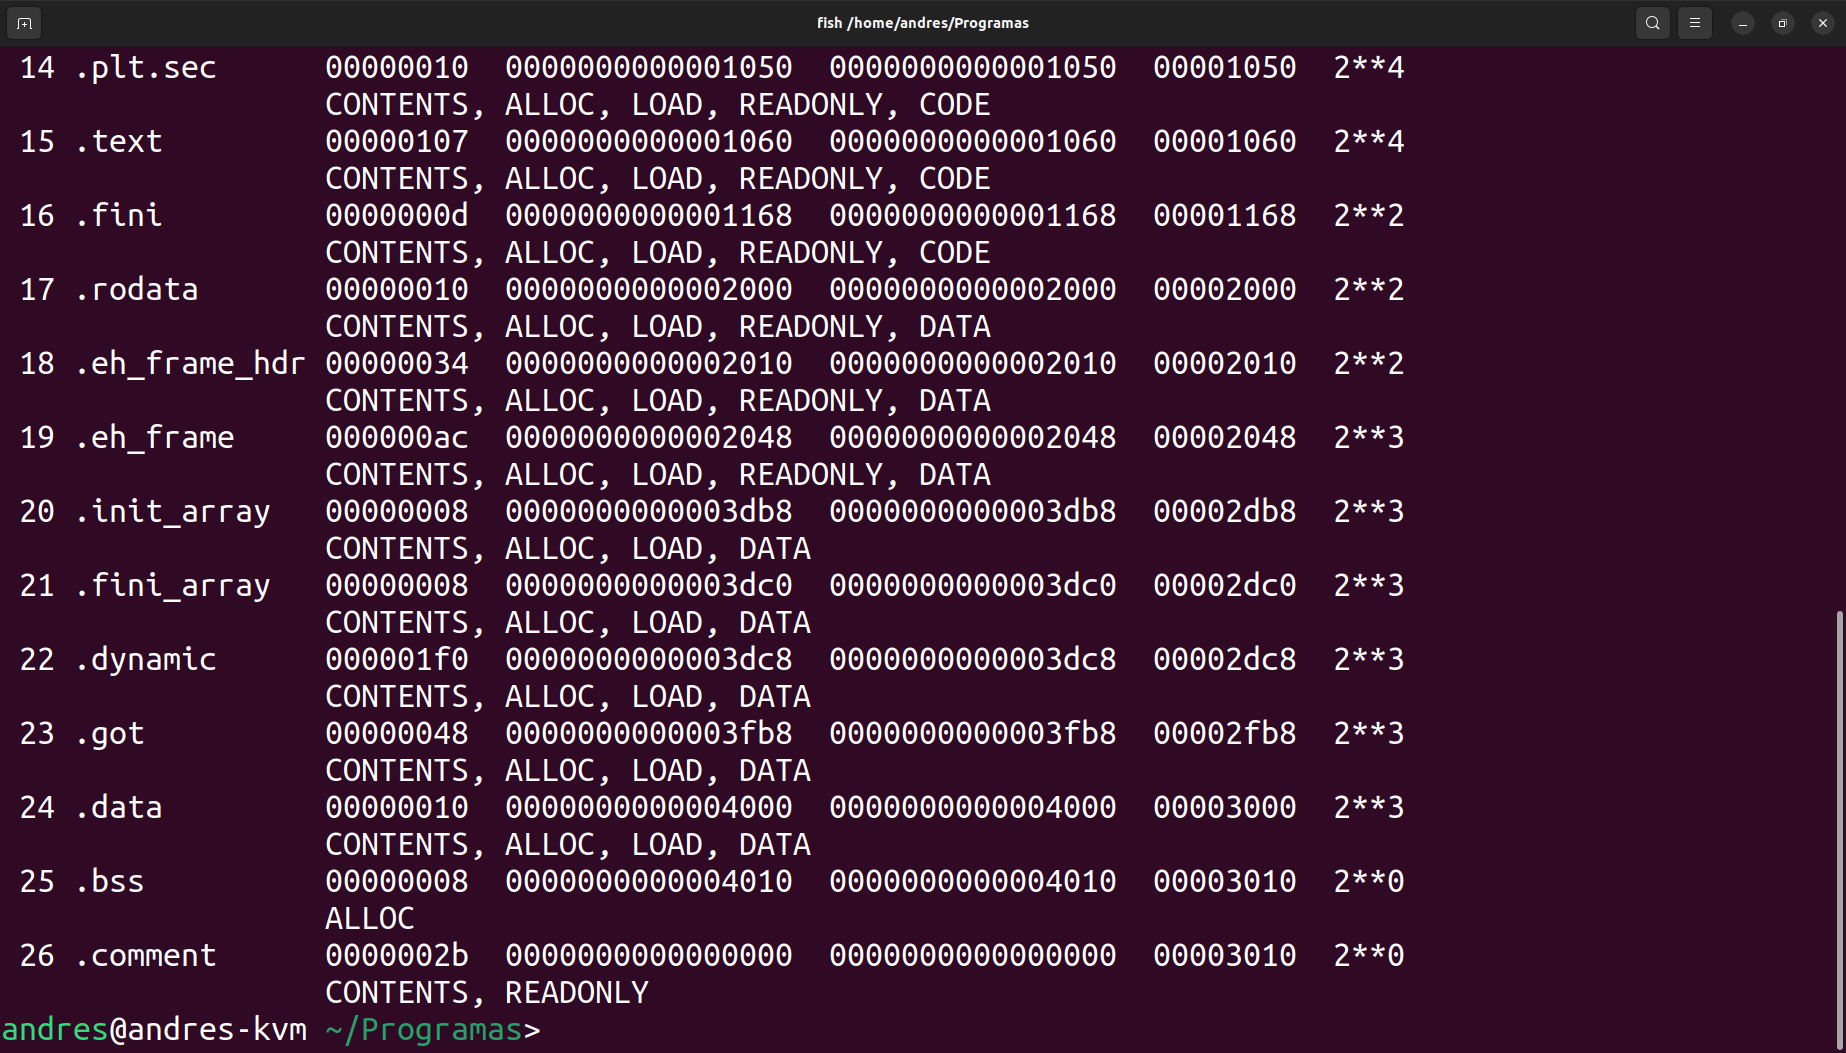 fish /home/andres/Programas
14 .plt.sec      00000010  0000000000001050  0000000000001050  00001050  2**4
CONTENTS, ALLOC, LOAD, READONLY, CODE
15 .text         00000107  0000000000001060  0000000000001060  00001060  2**4
CONTENTS, ALLOC, LOAD, READONLY, CODE
16 .fini         0000000d  0000000000001168  0000000000001168  00001168  2**2
CONTENTS, ALLOC, LOAD, READONLY, CODE
17 .rodata       00000010  0000000000002000  0000000000002000  00002000  2**2
CONTENTS, ALLOC, LOAD, READONLY, DATA
18 .eh_frame_hdr 00000034  0000000000002010  0000000000002010  00002010  2**2
CONTENTS, ALLOC, LOAD, READONLY, DATA
19 .eh_frame     000000ac  0000000000002048  0000000000002048  00002048  2**3
CONTENTS, ALLOC, LOAD, READONLY, DATA
20 .init_array   00000008  0000000000003db8  0000000000003db8  00002db8  2**3
CONTENTS, ALLOC, LOAD, DATA
21 .fini_array   00000008  0000000000003dc0  0000000000003dc0  00002dc0  2**3
CONTENTS, ALLOC, LOAD, DATA
22 .dynamic      000001f0  0000000000003dc8  0000000000003dc8  00002dc8  2**3
CONTENTS, ALLOC, LOAD, DATA
23 .got          00000048  0000000000003fb8  0000000000003fb8  00002fb8  2**3
CONTENTS, ALLOC, LOAD, DATA
24 .data         00000010  0000000000004000  0000000000004000  00003000  2**3
CONTENTS, ALLOC, LOAD, DATA
25 .bss          00000008  0000000000004010  0000000000004010  00003010  2**0
ALLOC
26 .comment      0000002b  0000000000000000  0000000000000000  00003010  2**0
CONTENTS, READONLY
andres@andres-kvm ~/Programas>